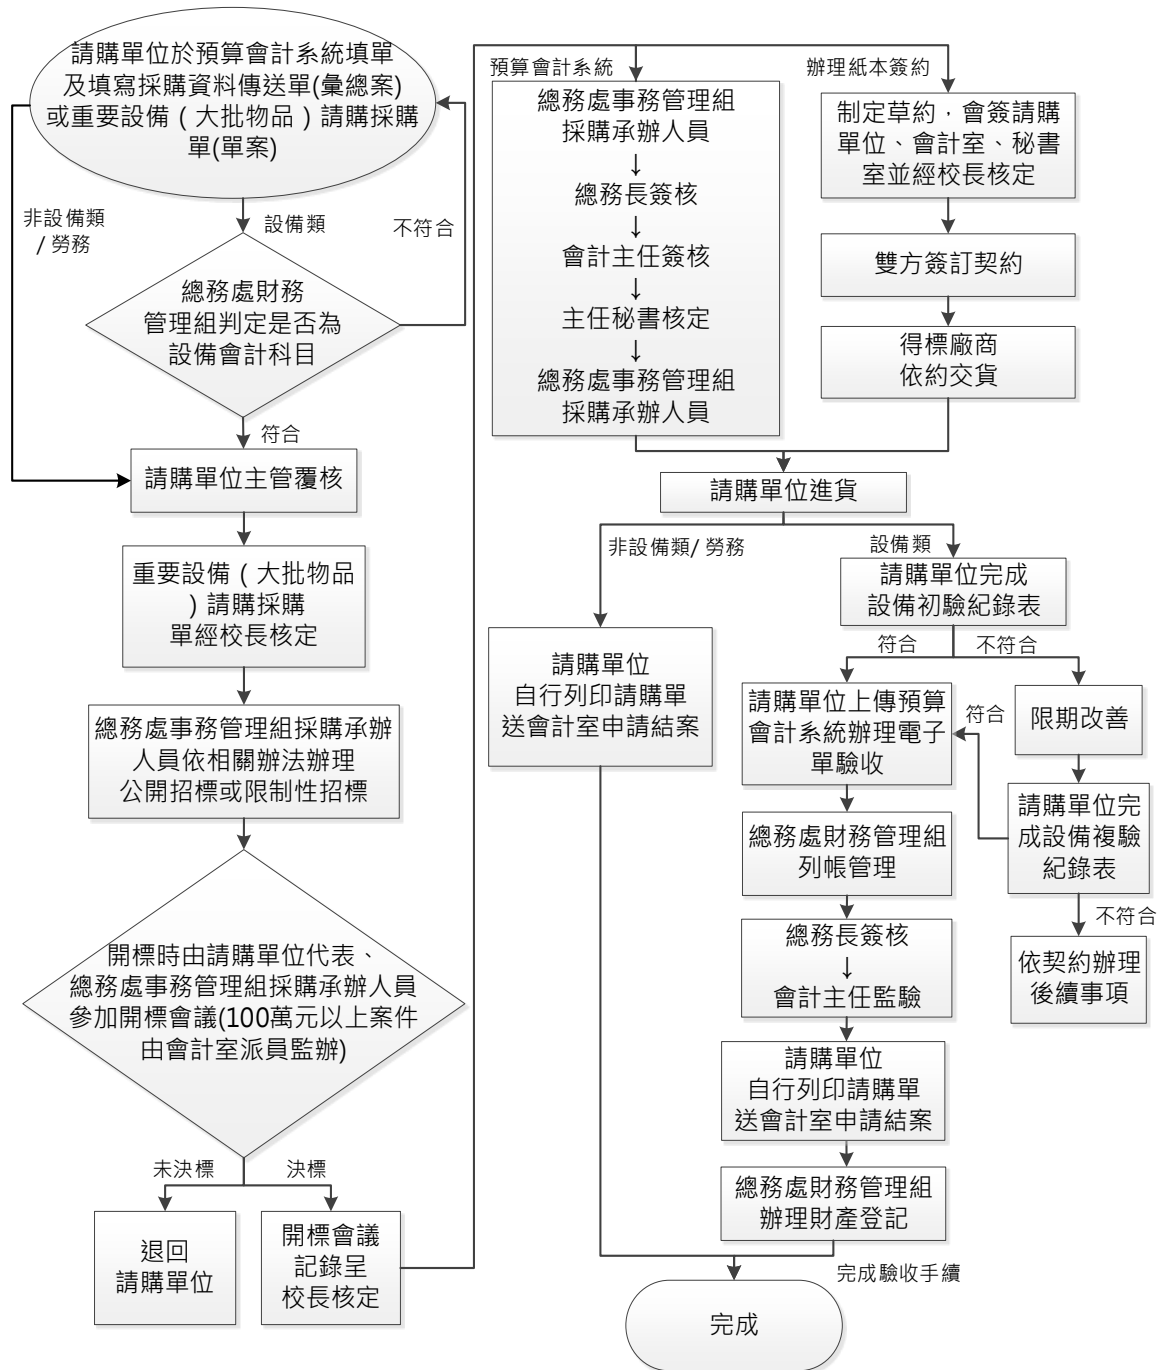 請購單位於預算會計系統填單
及填寫採購資料傳送單(彙總案)
或重要設備（大批物品）請購採購
單(單案)
非設備類
/ 勞務
設備類
不符合
總務處財務
管理組判定是否為
設備會計科目
符合
請購單位主管覆核
重要設備（大批物品
）請購採購
單經校長核定
總務處事務管理組採購承辦
人員依相關辦法辦理
公開招標或限制性招標
開標時由請購單位代表、
總務處事務管理組採購承辦人員
參加開標會議(100萬元以上案件
由會計室派員監辦)
未決標
決標
退回
請購單位
開標會議
記錄呈
校長核定
預算會計系統
總務處事務管理組
採購承辦人員
↓
總務長簽核
↓
會計主任簽核
↓
主任秘書核定
↓
總務處事務管理組
採購承辦人員
辦理紙本簽約
制定草約，會簽請購
單位、會計室、秘書
室並經校長核定
雙方簽訂契約
得標廠商
依約交貨
請購單位進貨
非設備類/ 勞務
設備類
請購單位
自行列印請購單
送會計室申請結案
請購單位完成
設備初驗紀錄表
符合
不符合
請購單位上傳預算
會計系統辦理電子
單驗收
符合
限期改善
請購單位完
成設備複驗
紀錄表
不符合
依契約辦理
後續事項
總務處財務管理組
列帳管理
總務長簽核
↓
會計主任監驗
請購單位
自行列印請購單
送會計室申請結案
總務處財務管理組
辦理財產登記
完成驗收手續
完成